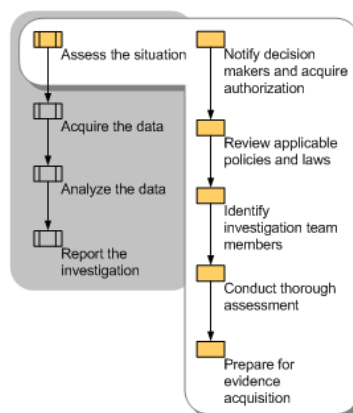 Assess the situation
Acquire the data
Analyze the data
Report the
investigation
Notify decision
makers and acquire
authorization
Review applicable
policies and laws
Identify
investigation team
members
Conduct thorough
assessment
Prepare for
evidence
acquisition